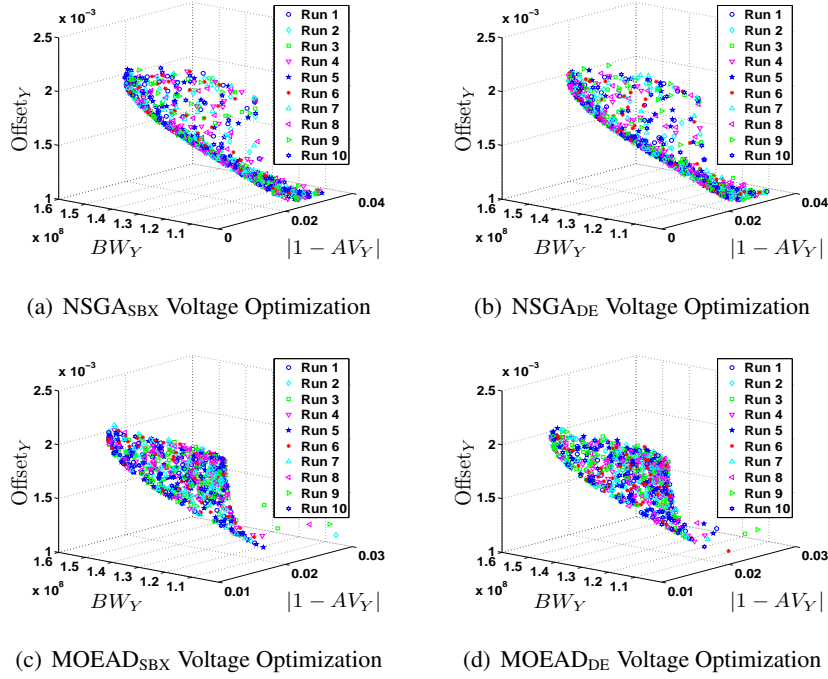 x 10⁻³
2.5
2
1.5
1
Offset_Y
1.6
1.5
1.4
1.3
1.2
1.1
x 10⁸
BW_Y
0
0.02
0.04
|1 − AV_Y|
Run 1
Run 2
Run 3
Run 4
Run 5
Run 6
Run 7
Run 8
Run 9
Run 10
(a) NSGA_SBX Voltage Optimization
x 10⁻³
2.5
2
1.5
1
Offset_Y
1.6
1.5
1.4
1.3
1.2
1.1
x 10⁸
BW_Y
0
0.02
0.04
|1 − AV_Y|
Run 1
Run 2
Run 3
Run 4
Run 5
Run 6
Run 7
Run 8
Run 9
Run 10
(b) NSGA_DE Voltage Optimization
x 10⁻³
2.5
2
1.5
1
Offset_Y
1.6
1.5
1.4
1.3
1.2
1.1
x 10⁸
BW_Y
0.01
0.02
0.03
|1 − AV_Y|
Run 1
Run 2
Run 3
Run 4
Run 5
Run 6
Run 7
Run 8
Run 9
Run 10
(c) MOEAD_SBX Voltage Optimization
x 10⁻³
2.5
2
1.5
1
Offset_Y
1.6
1.5
1.4
1.3
1.2
1.1
x 10⁸
BW_Y
0.01
0.02
0.03
|1 − AV_Y|
Run 1
Run 2
Run 3
Run 4
Run 5
Run 6
Run 7
Run 8
Run 9
Run 10
(d) MOEAD_DE Voltage Optimization